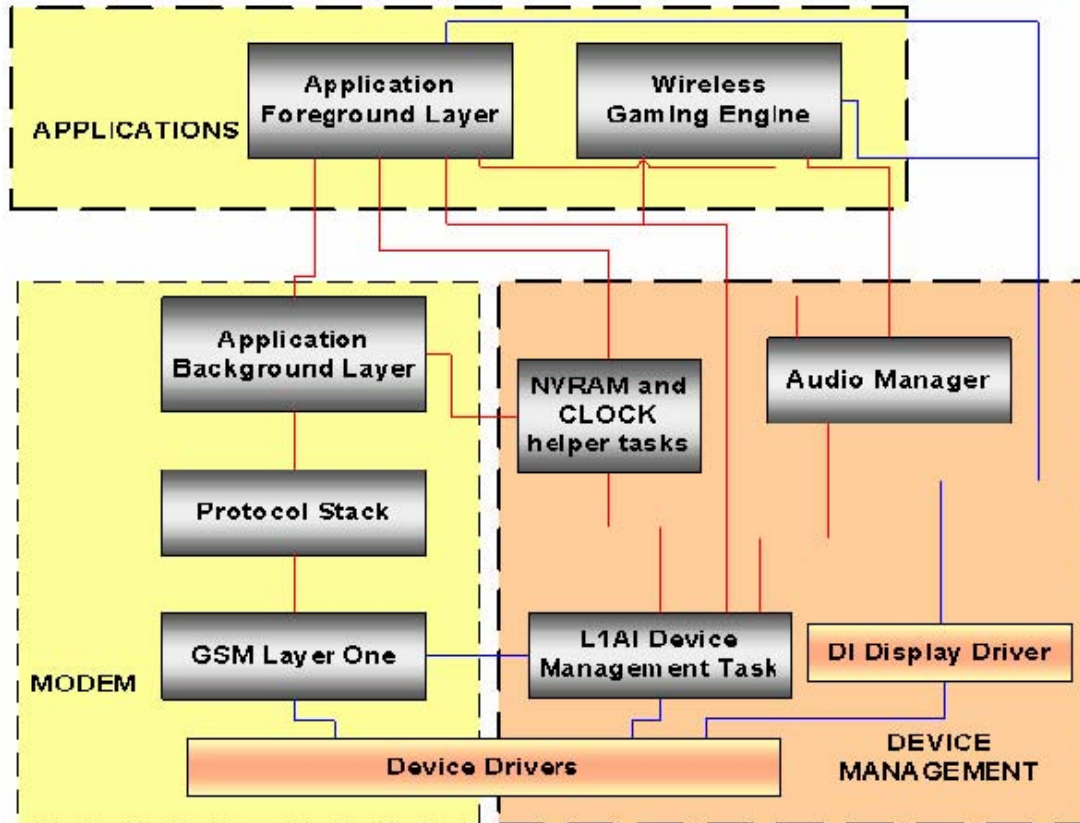 Application
Foreground Layer
Wireless
Gaming Engine
APPLICATIONS
Application
Background Layer
NVRAM and
CLOCK
helper tasks
Audio Manager
Protocol Stack
GSM Layer One
L1AI Device
Management Task
DI Display Driver
MODEM
Device Drivers
DEVICE
MANAGEMENT